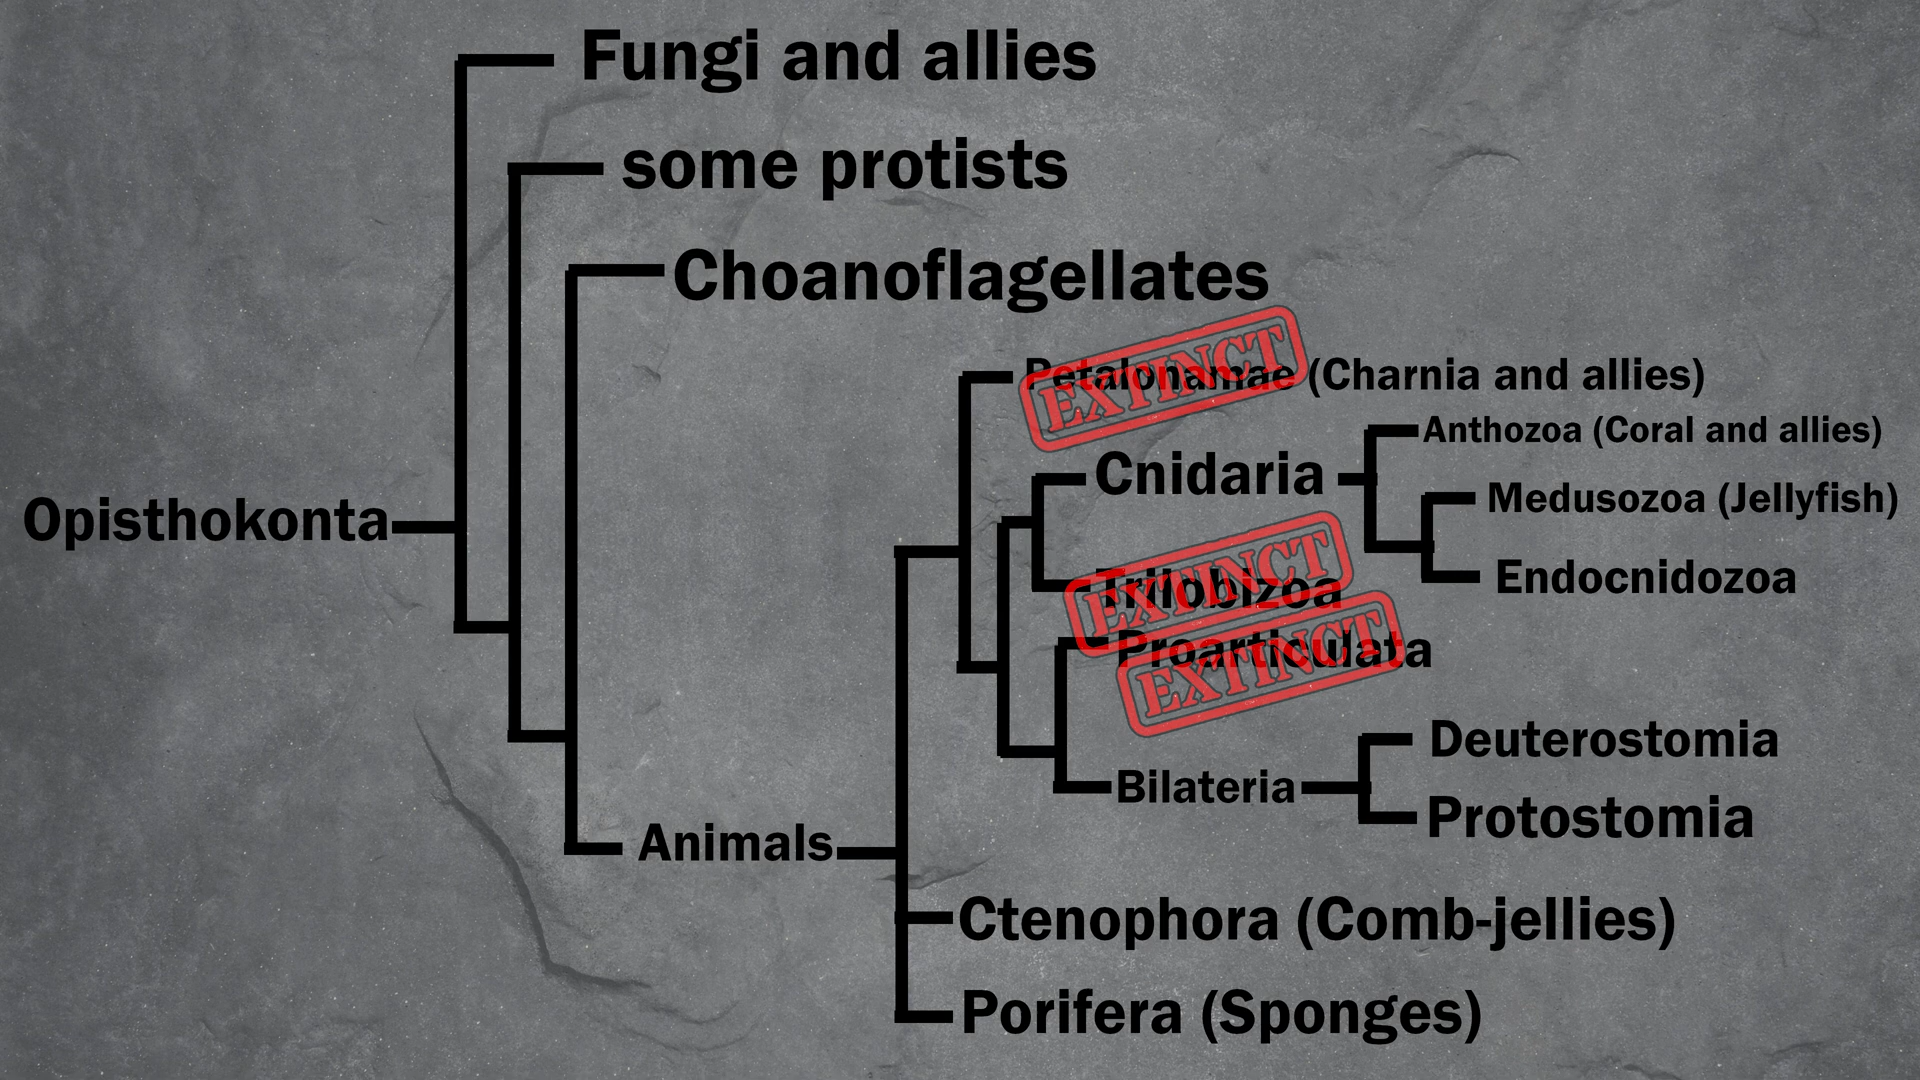 Fungi and allies
some protists
Choanoflagellates
EXTINCT
Petalonamae (Charnia and allies)
Anthozoa (Coral and allies)
Cnidaria
Medusozoa (Jellyfish)
Opisthokonta
EXTINCT
Trilobizoa
Endocnidozoa
EXTINCT
Proarticulata
Deuterostomia
Bilateria
Protostomia
Animals
Ctenophora (Comb-jellies)
Porifera (Sponges)